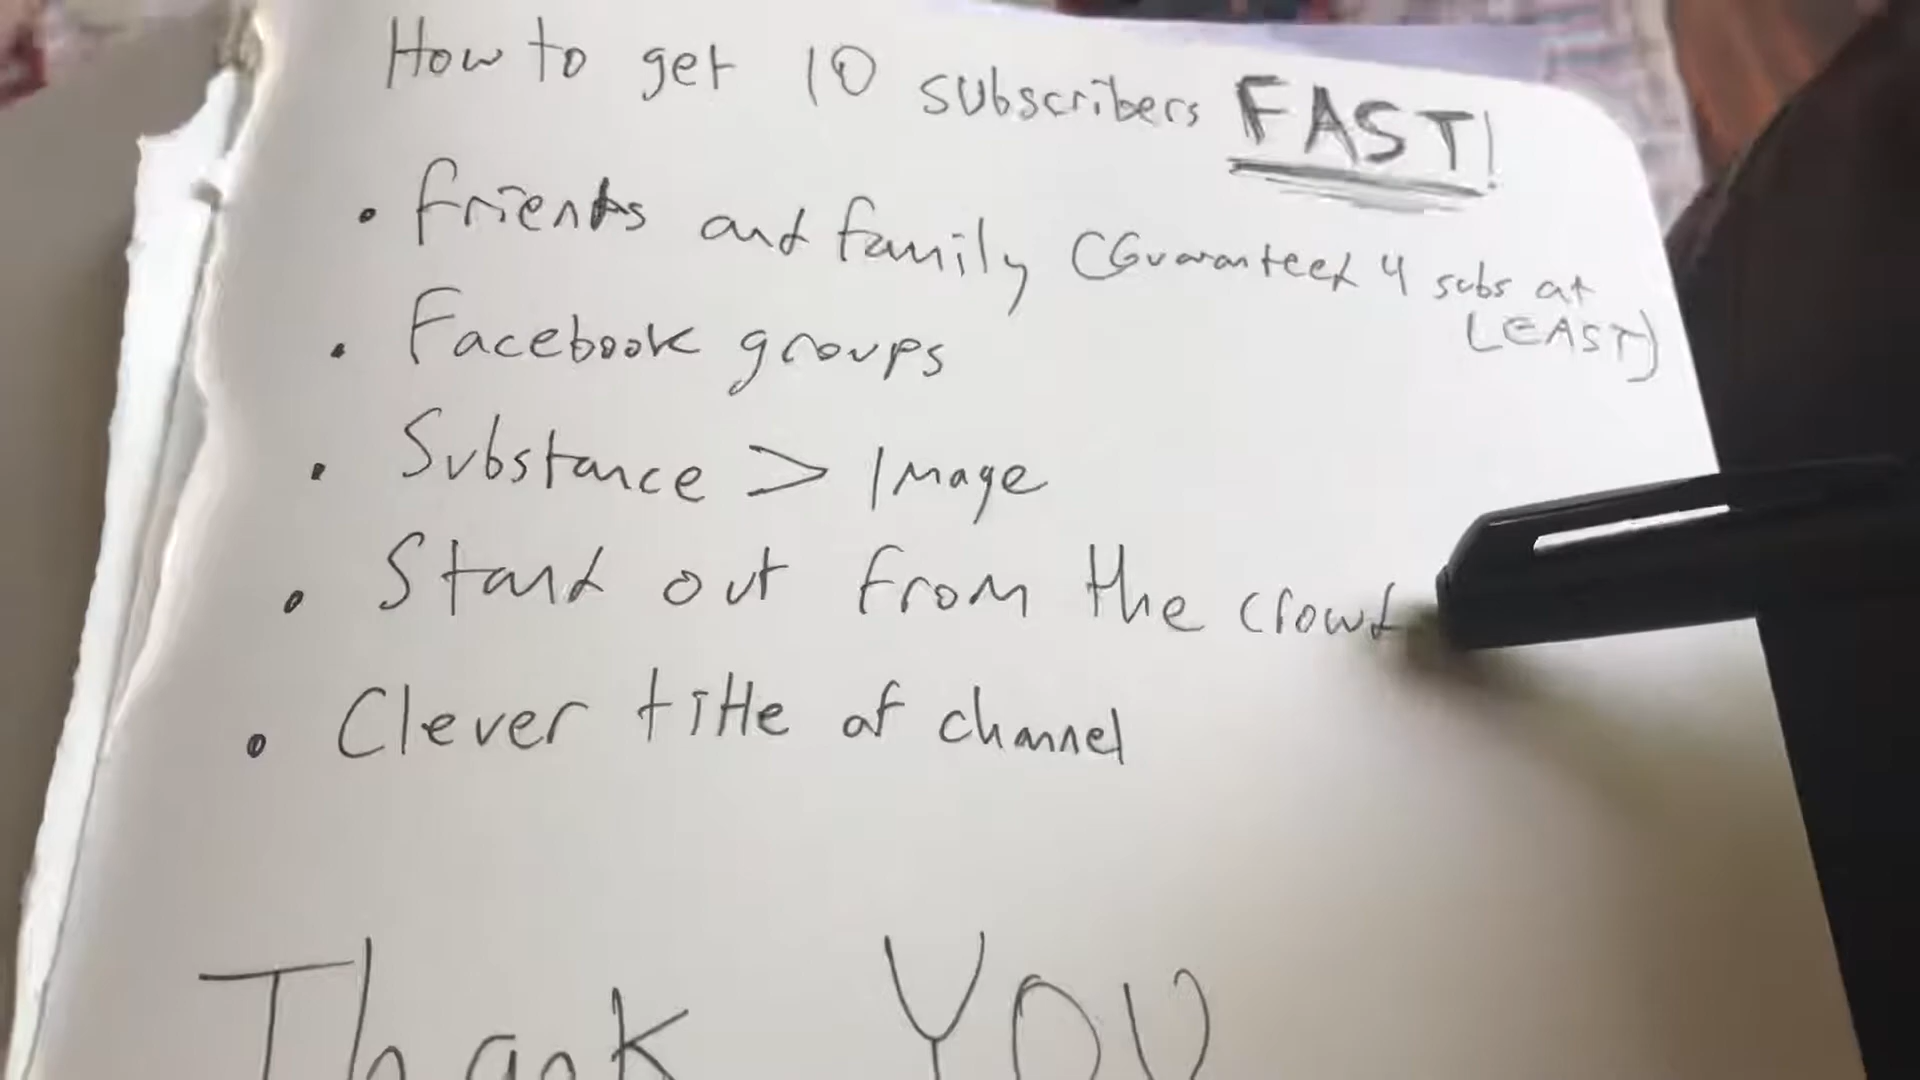 How to get 10 subscribers FAST!
• friends and family (Guaranteed 4 subs at
LEAST)
• Facebook groups
• Substance > Image
• Stand out from the crowd
• Clever title of channel
Thank YOU